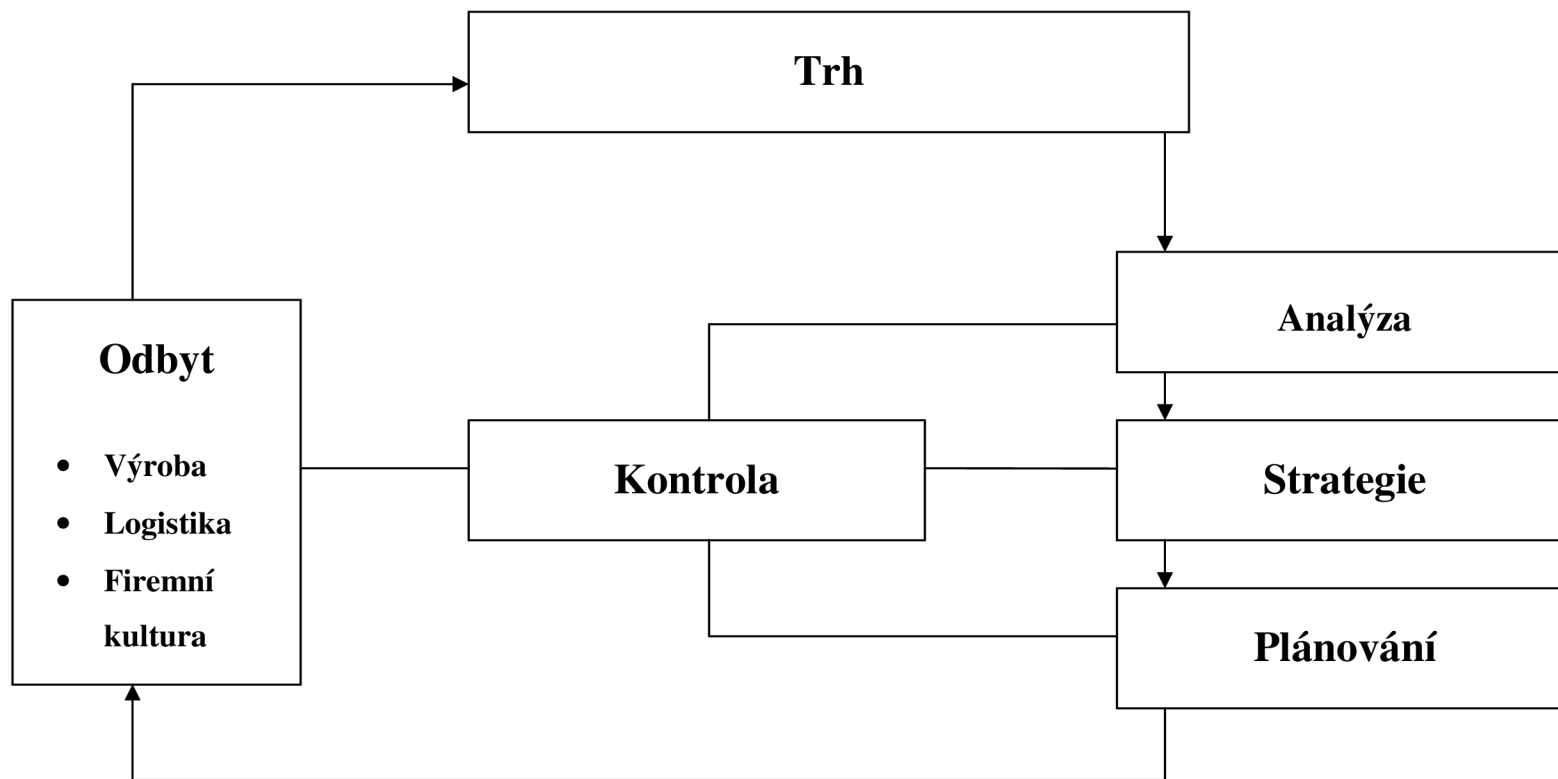 Trh
Analýza
Odbyt
• Výroba
• Logistika
• Firemní
kultura
Kontrola
Strategie
Plánování